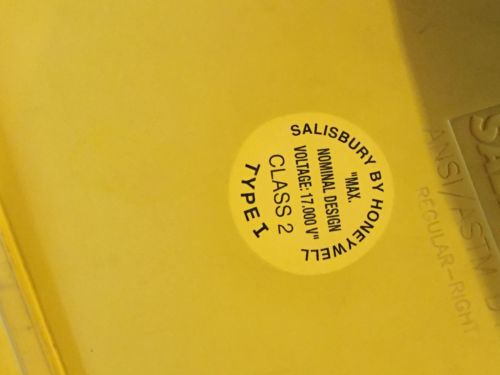 SALISBURY BY HONEYWELL
"MAX.
NOMINAL DESIGN
VOLTAGE: 17.000 V"
CLASS 2
TYPE I
ANSI/ASTM
REGULAR-RIGHT